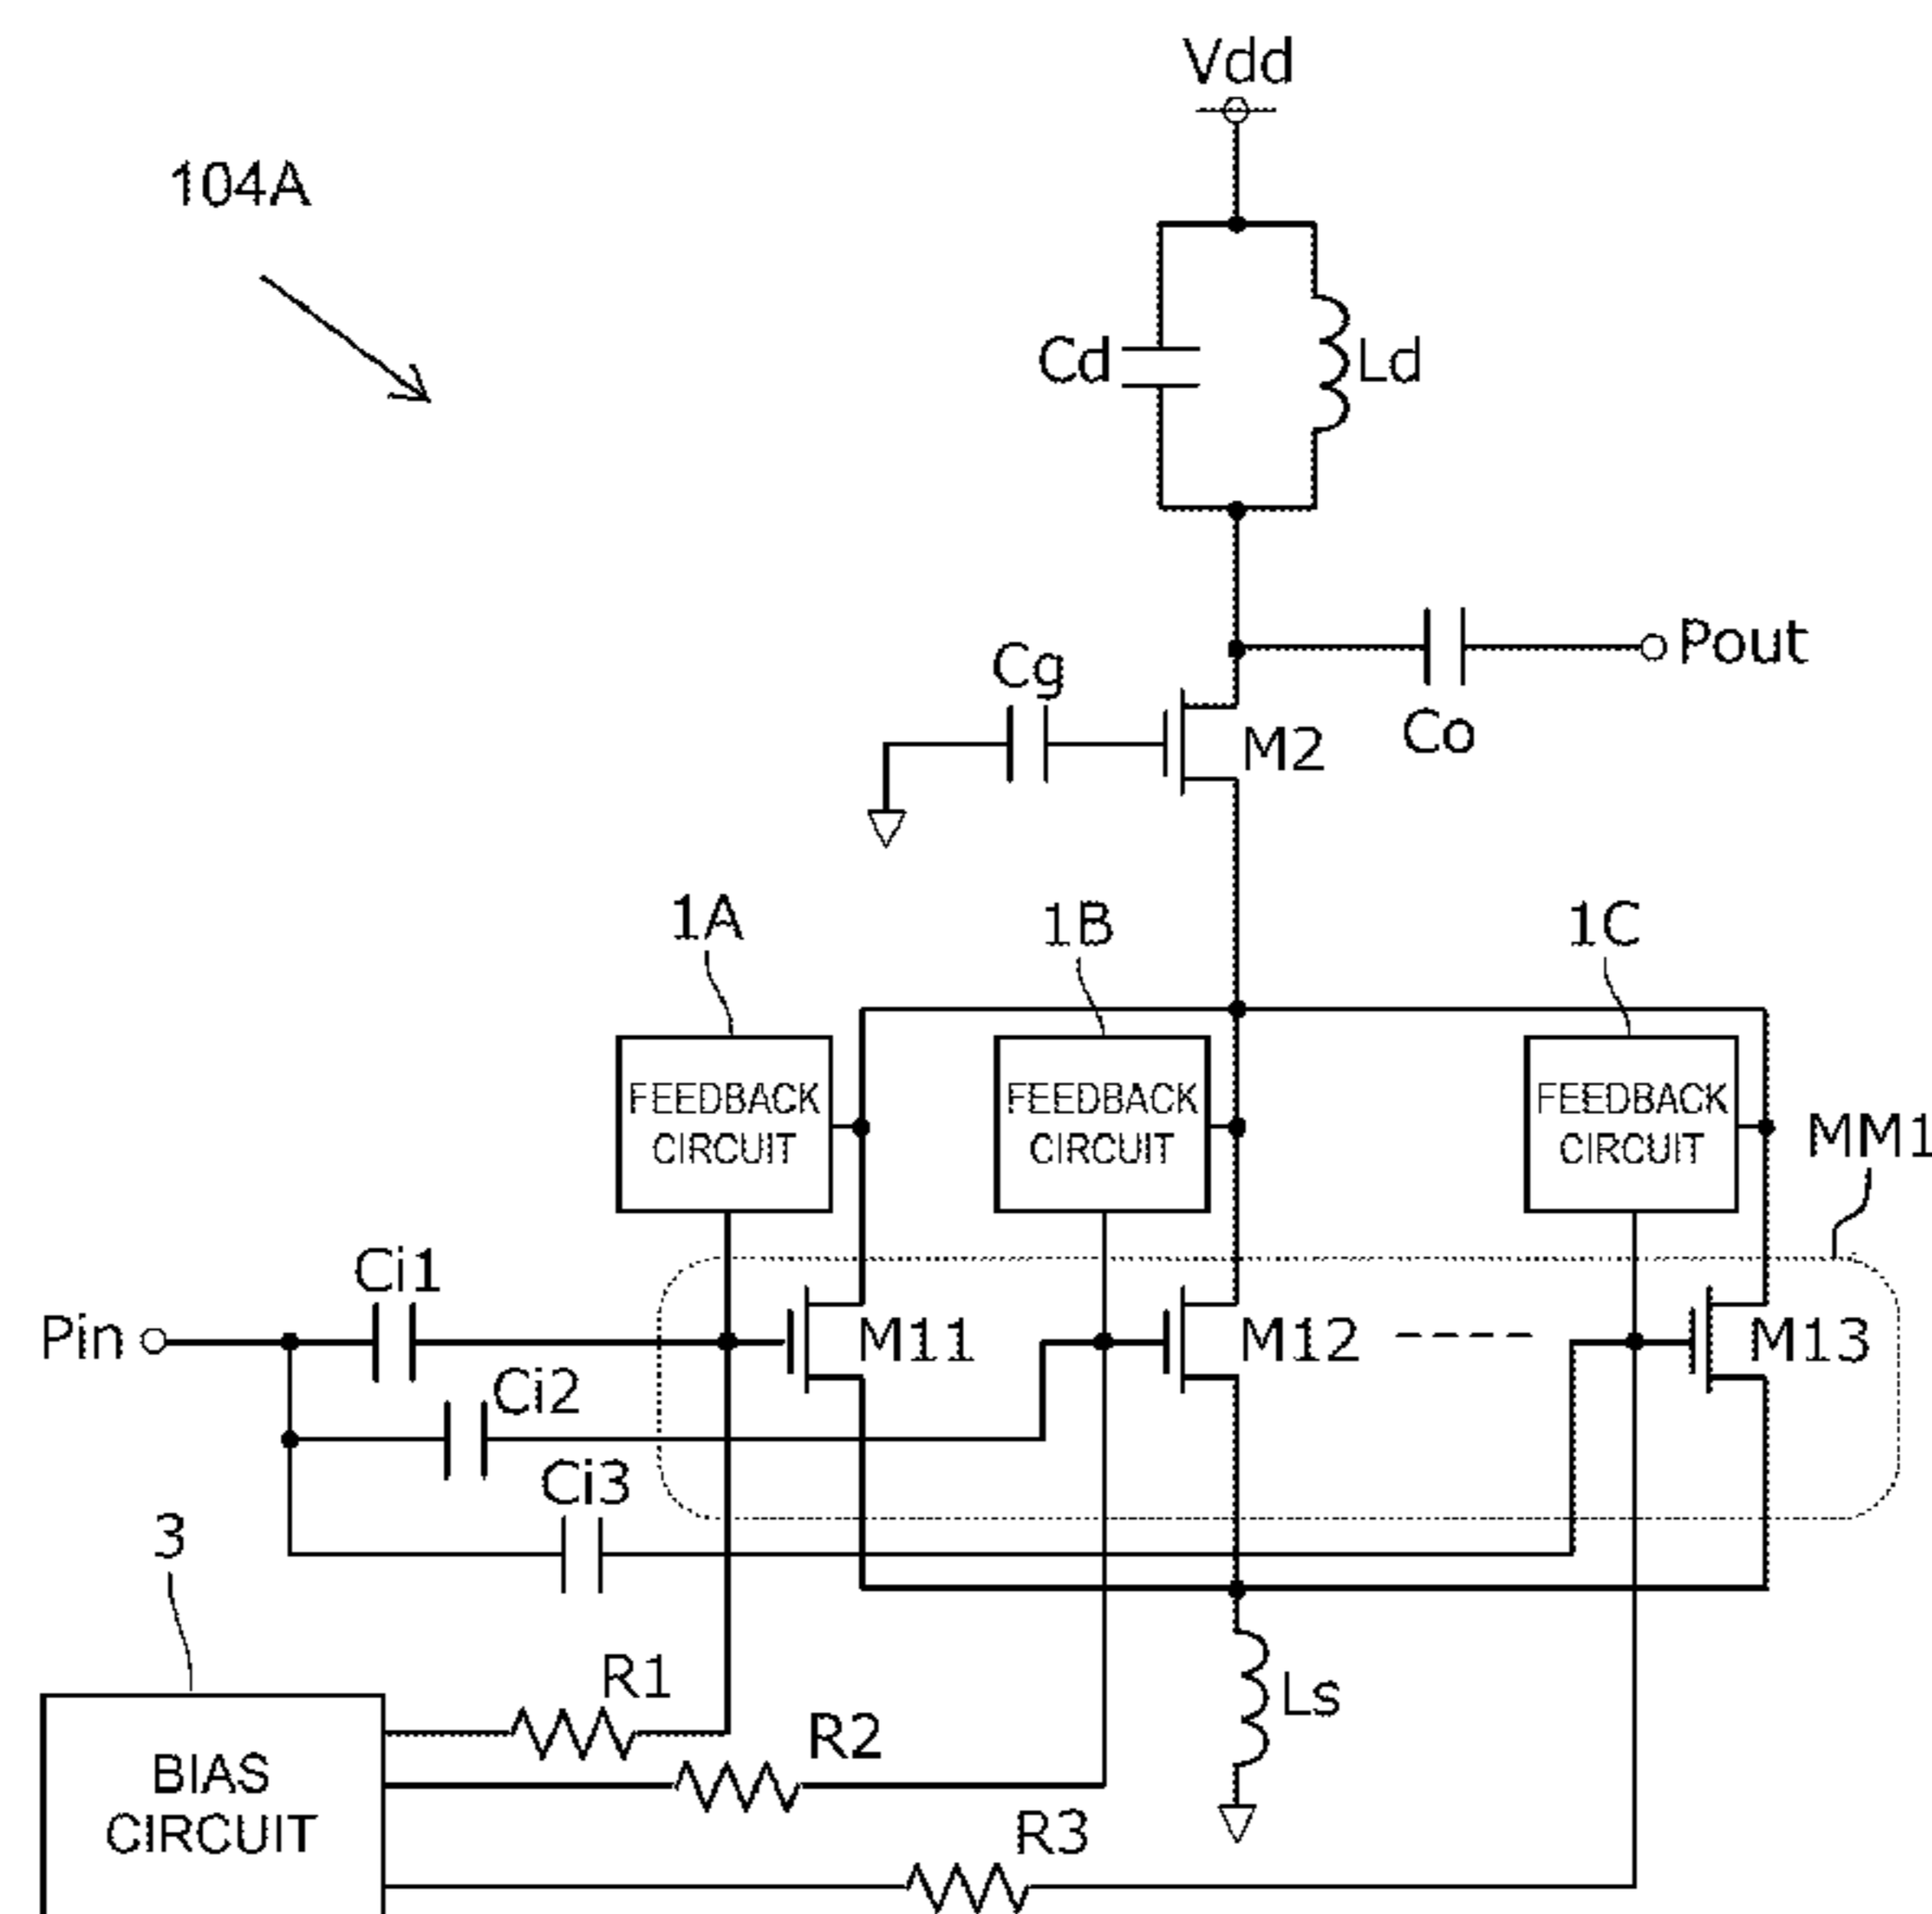 Vdd
104A
Cd
Ld
Cg
Pout
Co
M2
1A
1B
1C
FEEDBACK
CIRCUIT
FEEDBACK
CIRCUIT
FEEDBACK
CIRCUIT
MM1
Ci1
Pin
M11
M12
M13
Ci2
Ci3
3
R1
Ls
R2
BIAS
CIRCUIT
R3